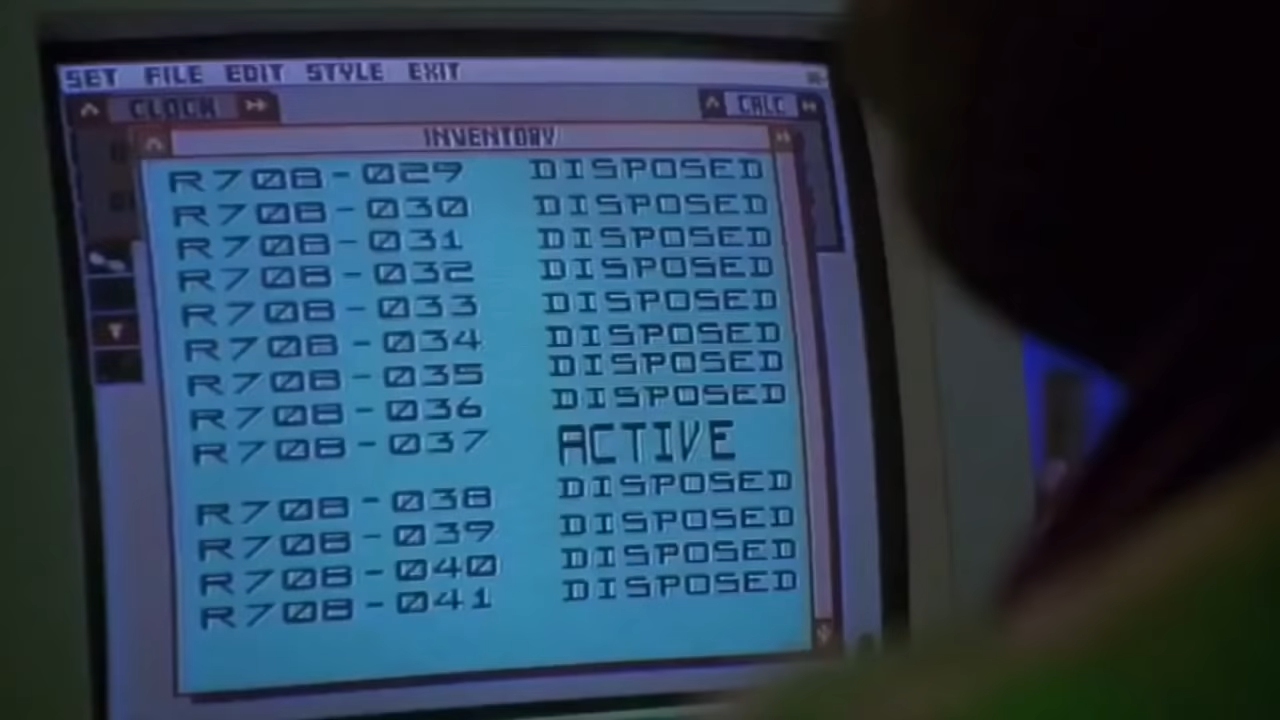 SET FILE EDIT STYLE EXIT
CLOCK CALC
INVENTORY
R708-029 DISPOSED
R708-030 DISPOSED
R708-031 DISPOSED
R708-032 DISPOSED
R708-033 DISPOSED
R708-034 DISPOSED
R708-035 DISPOSED
R708-036 DISPOSED
R708-037 ACTIVE
R708-038 DISPOSED
R708-039 DISPOSED
R708-040 DISPOSED
R708-041 DISPOSED